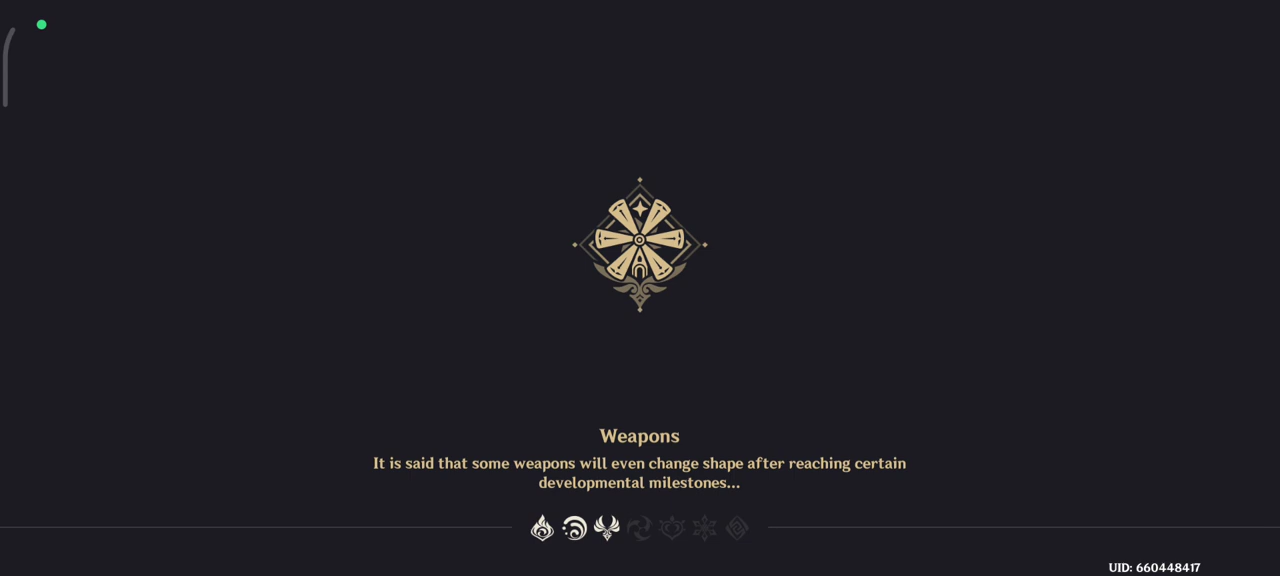 Weapons
It is said that some weapons will even change shape after reaching certain
developmental milestones...
UID: 660448417